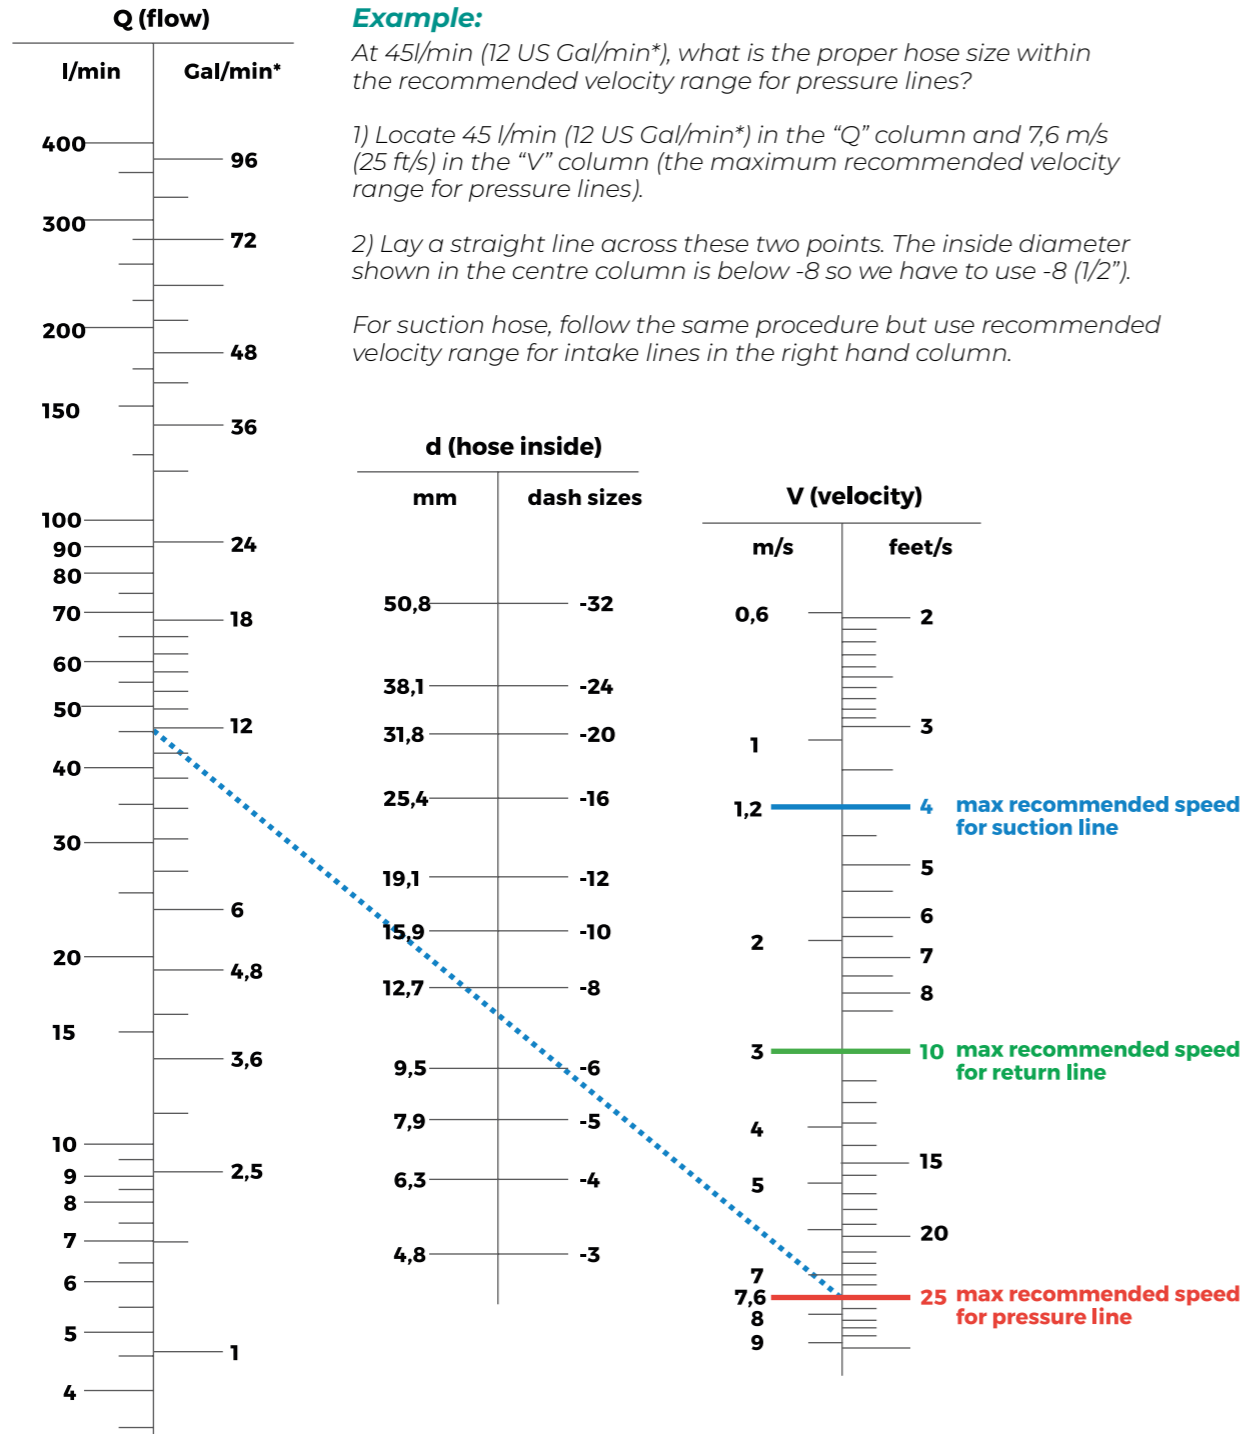 Q (flow)
l/min Gal/min*
400
96
300
72
200
48
150
36
100
24
90
80
70
18
60
50
12
40
30
6
20
4,8
15
3,6
10
2,5
9
8
7
6
5
1
4
Example:
At 45l/min (12 US Gal/min*), what is the proper hose size within
the recommended velocity range for pressure lines?
1) Locate 45 l/min (12 US Gal/min*) in the “Q” column and 7,6 m/s
(25 ft/s) in the “V” column (the maximum recommended velocity
range for pressure lines).
2) Lay a straight line across these two points. The inside diameter
shown in the centre column is below -8 so we have to use -8 (1/2”).
For suction hose, follow the same procedure but use recommended
velocity range for intake lines in the right hand column.
d (hose inside)
mm dash sizes
50,8 -32
38,1 -24
31,8 -20
25,4 -16
19,1 -12
15,9 -10
12,7 -8
9,5 -6
7,9 -5
6,3 -4
4,8 -3
V (velocity)
m/s feet/s
0,6 2
3
1
1,2 4 max recommended speed
for suction line
5
6
2
7
8
3 10 max recommended speed
for return line
4
15
5
20
7
7,6 25 max recommended speed
for pressure line
8
9